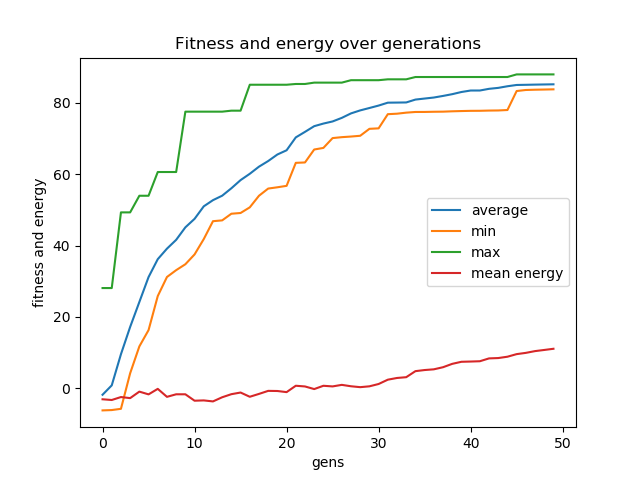 Fitness and energy over generations
fitness and energy
80
60
40
20
0
average
min
max
mean energy
0 10 20 30 40 50
gens